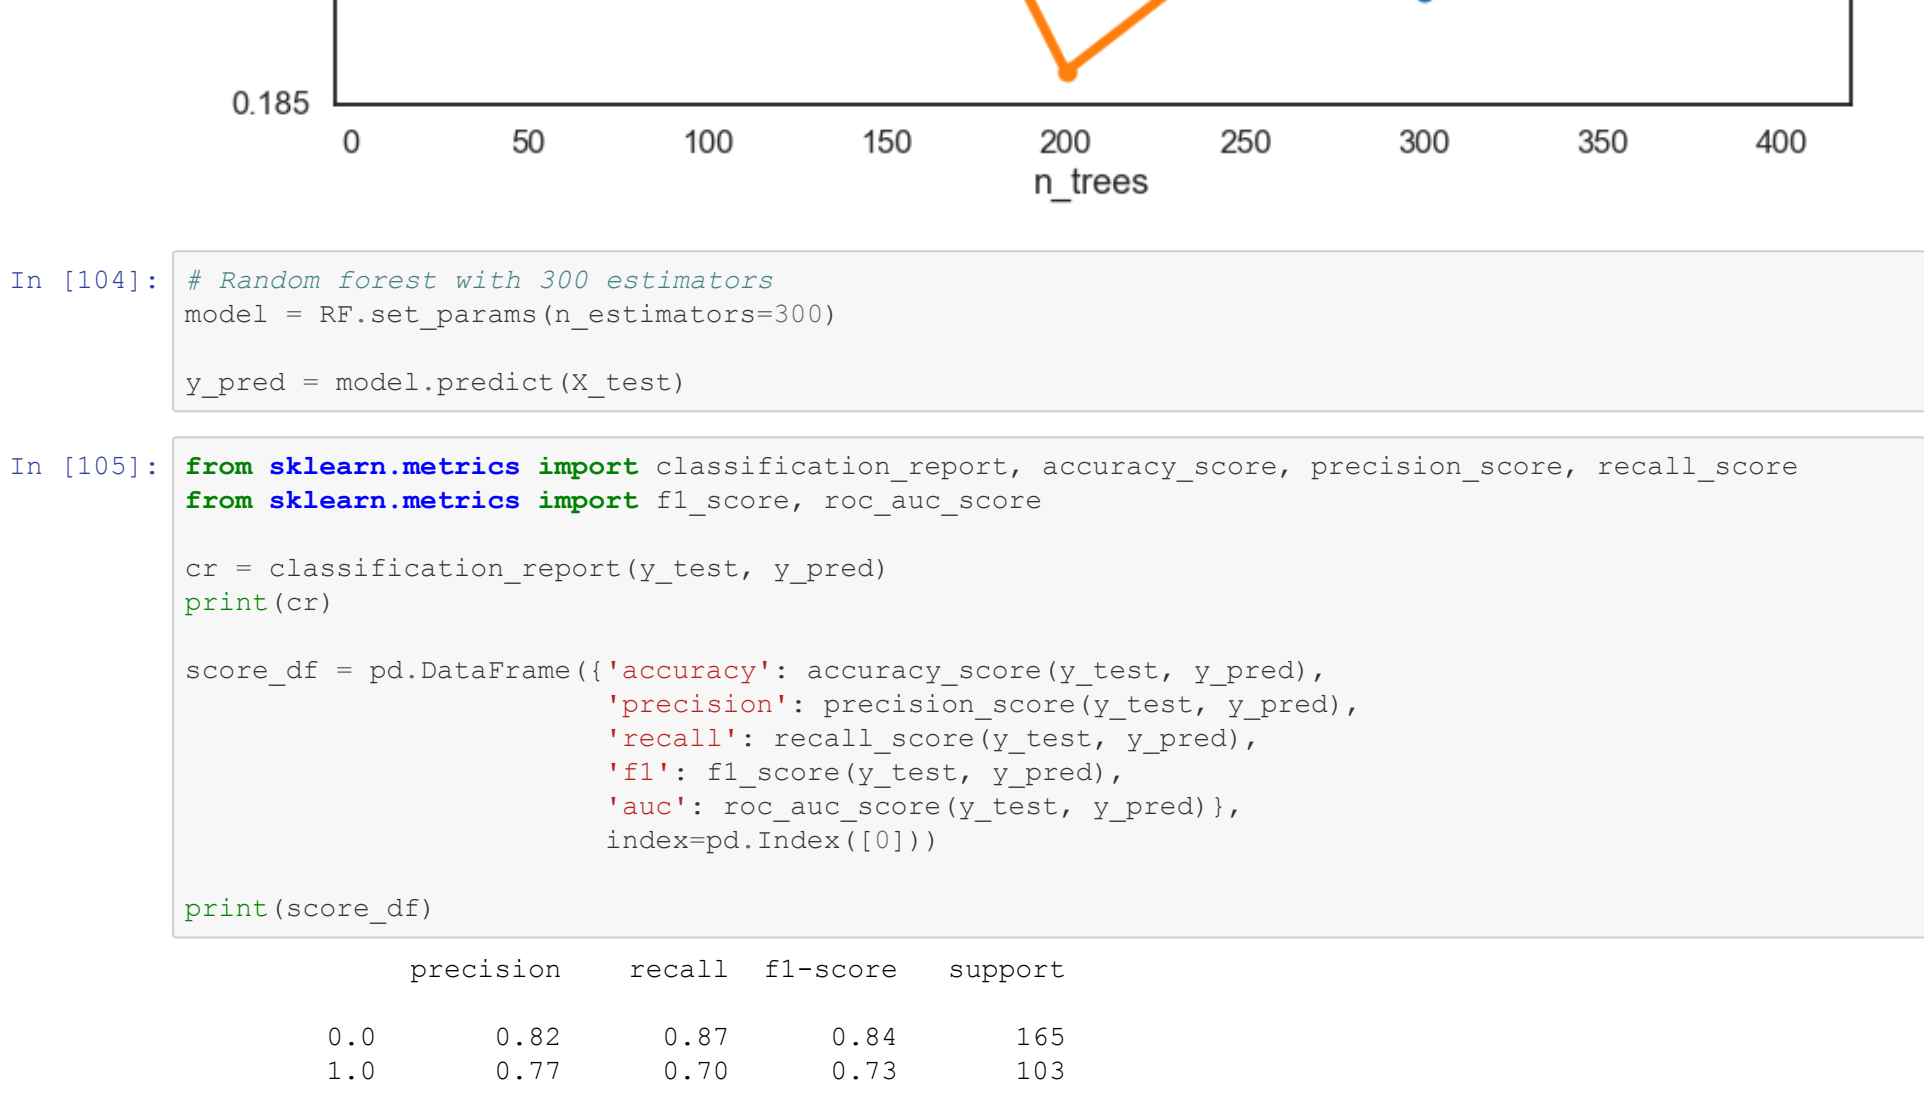 0.185
0 50 100 150 200 250 300 350 400
n_trees
In [104]: # Random forest with 300 estimators
model = RF.set_params(n_estimators=300)
y_pred = model.predict(X_test)
In [105]: from sklearn.metrics import classification_report, accuracy_score, precision_score, recall_score
from sklearn.metrics import f1_score, roc_auc_score
cr = classification_report(y_test, y_pred)
print(cr)
score_df = pd.DataFrame({'accuracy': accuracy_score(y_test, y_pred),
'precision': precision_score(y_test, y_pred),
'recall': recall_score(y_test, y_pred),
'f1': f1_score(y_test, y_pred),
'auc': roc_auc_score(y_test, y_pred)},
index=pd.Index([0]))
print(score_df)
precision recall f1-score support
0.0 0.82 0.87 0.84 165
1.0 0.77 0.70 0.73 103